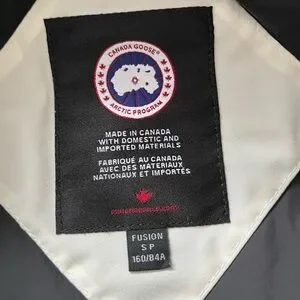 CANADA GOOSE®
ARCTIC PROGRAM
MADE IN CANADA
WITH DOMESTIC AND
IMPORTED MATERIALS
FABRIQUÉ AU CANADA
AVEC DES MATÉRIAUX
NATIONAUX ET IMPORTÉS
FUSION
S P
160/84A